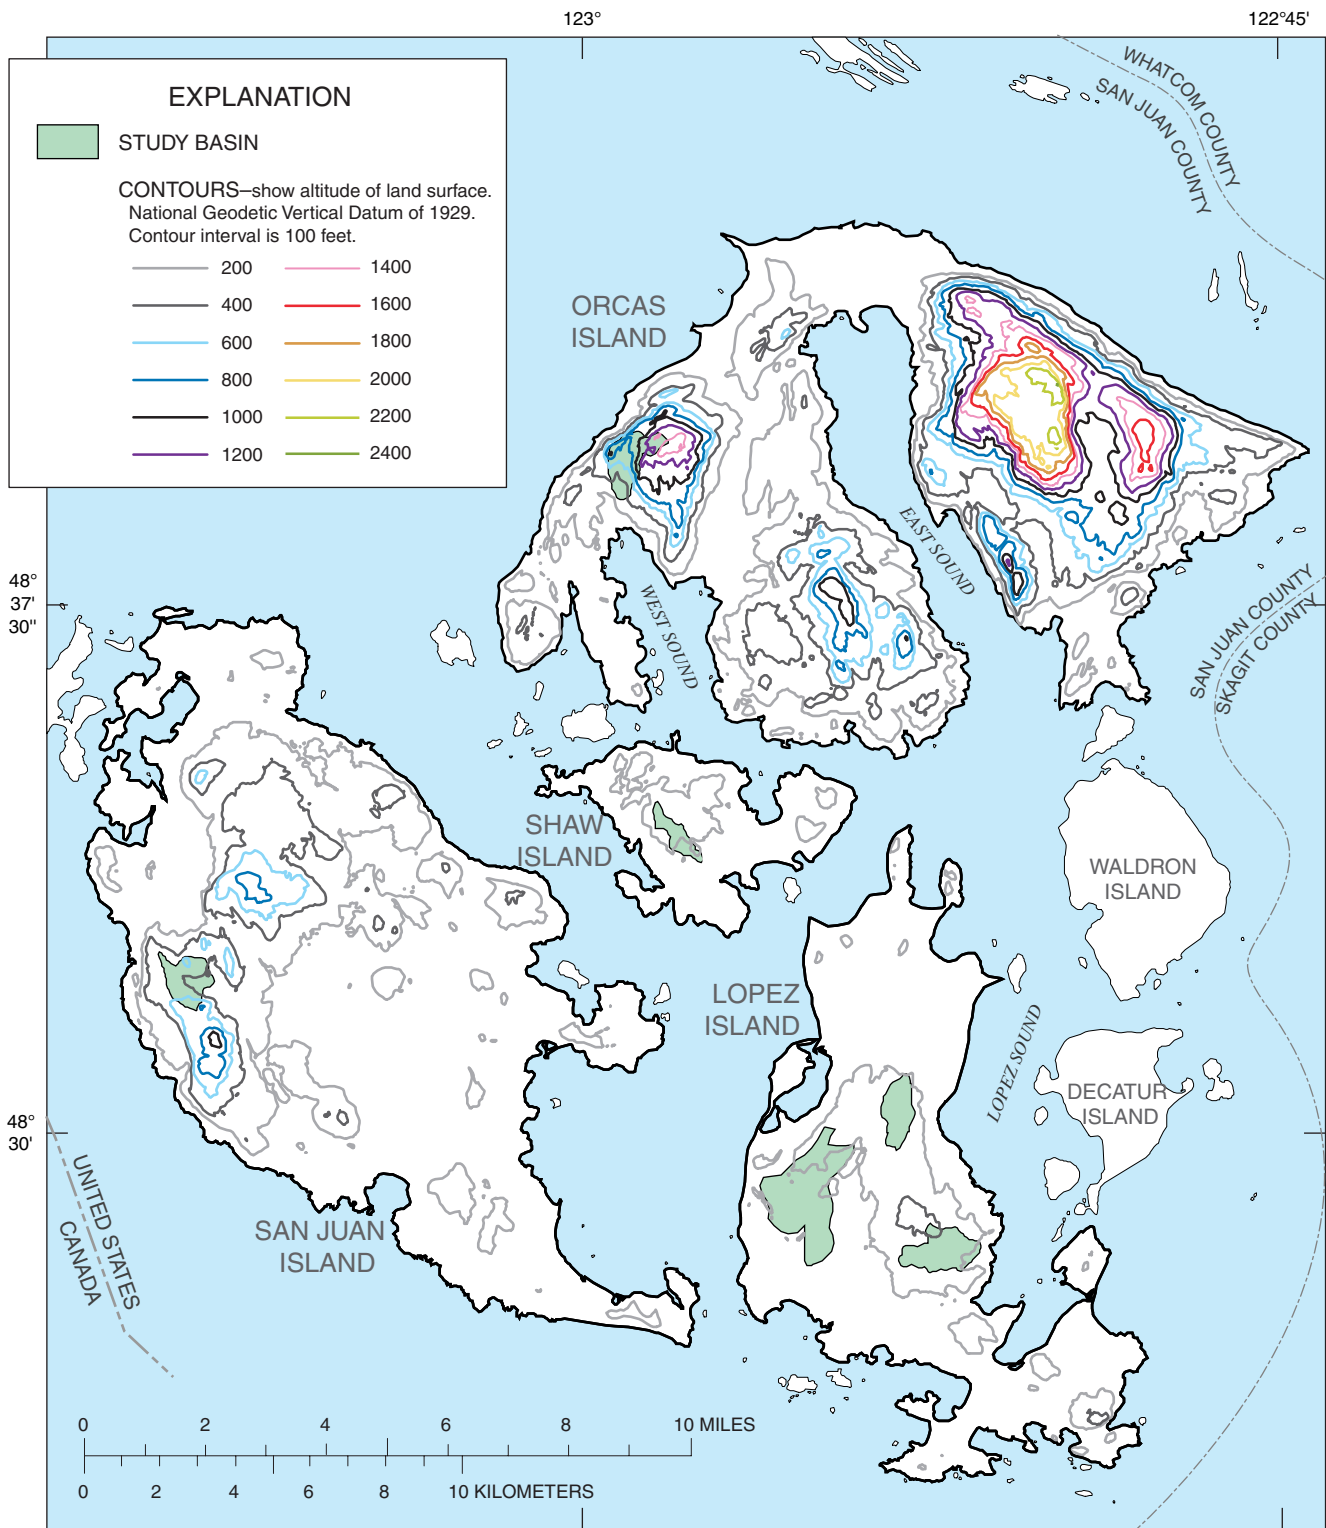 123°
122°45'
EXPLANATION
STUDY BASIN
CONTOURS–show altitude of land surface.
National Geodetic Vertical Datum of 1929.
Contour interval is 100 feet.
200
1400
400
1600
600
1800
800
2000
1000
2200
1200
2400
WHATCOM COUNTY
SAN JUAN COUNTY
ORCAS
ISLAND
EAST SOUND
WEST SOUND
48°
37'
30"
SAN JUAN COUNTY
SKAGIT COUNTY
SHAW
ISLAND
WALDRON
ISLAND
LOPEZ
ISLAND
LOPEZ SOUND
DECATUR
ISLAND
48°
30'
UNITED STATES
CANADA
SAN JUAN
ISLAND
0 2 4 6 8 10 MILES
0 2 4 6 8 10 KILOMETERS